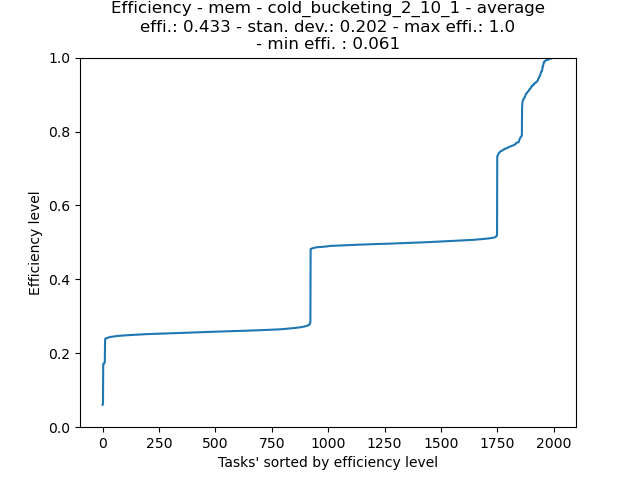 Efficiency - mem - cold_bucketing_2_10_1 - average
effi.: 0.433 - stan. dev.: 0.202 - max effi.: 1.0
- min effi. : 0.061
1.0
0.8
0.6
0.4
0.2
0.0
Efficiency level
0 250 500 750 1000 1250 1500 1750 2000
Tasks' sorted by efficiency level